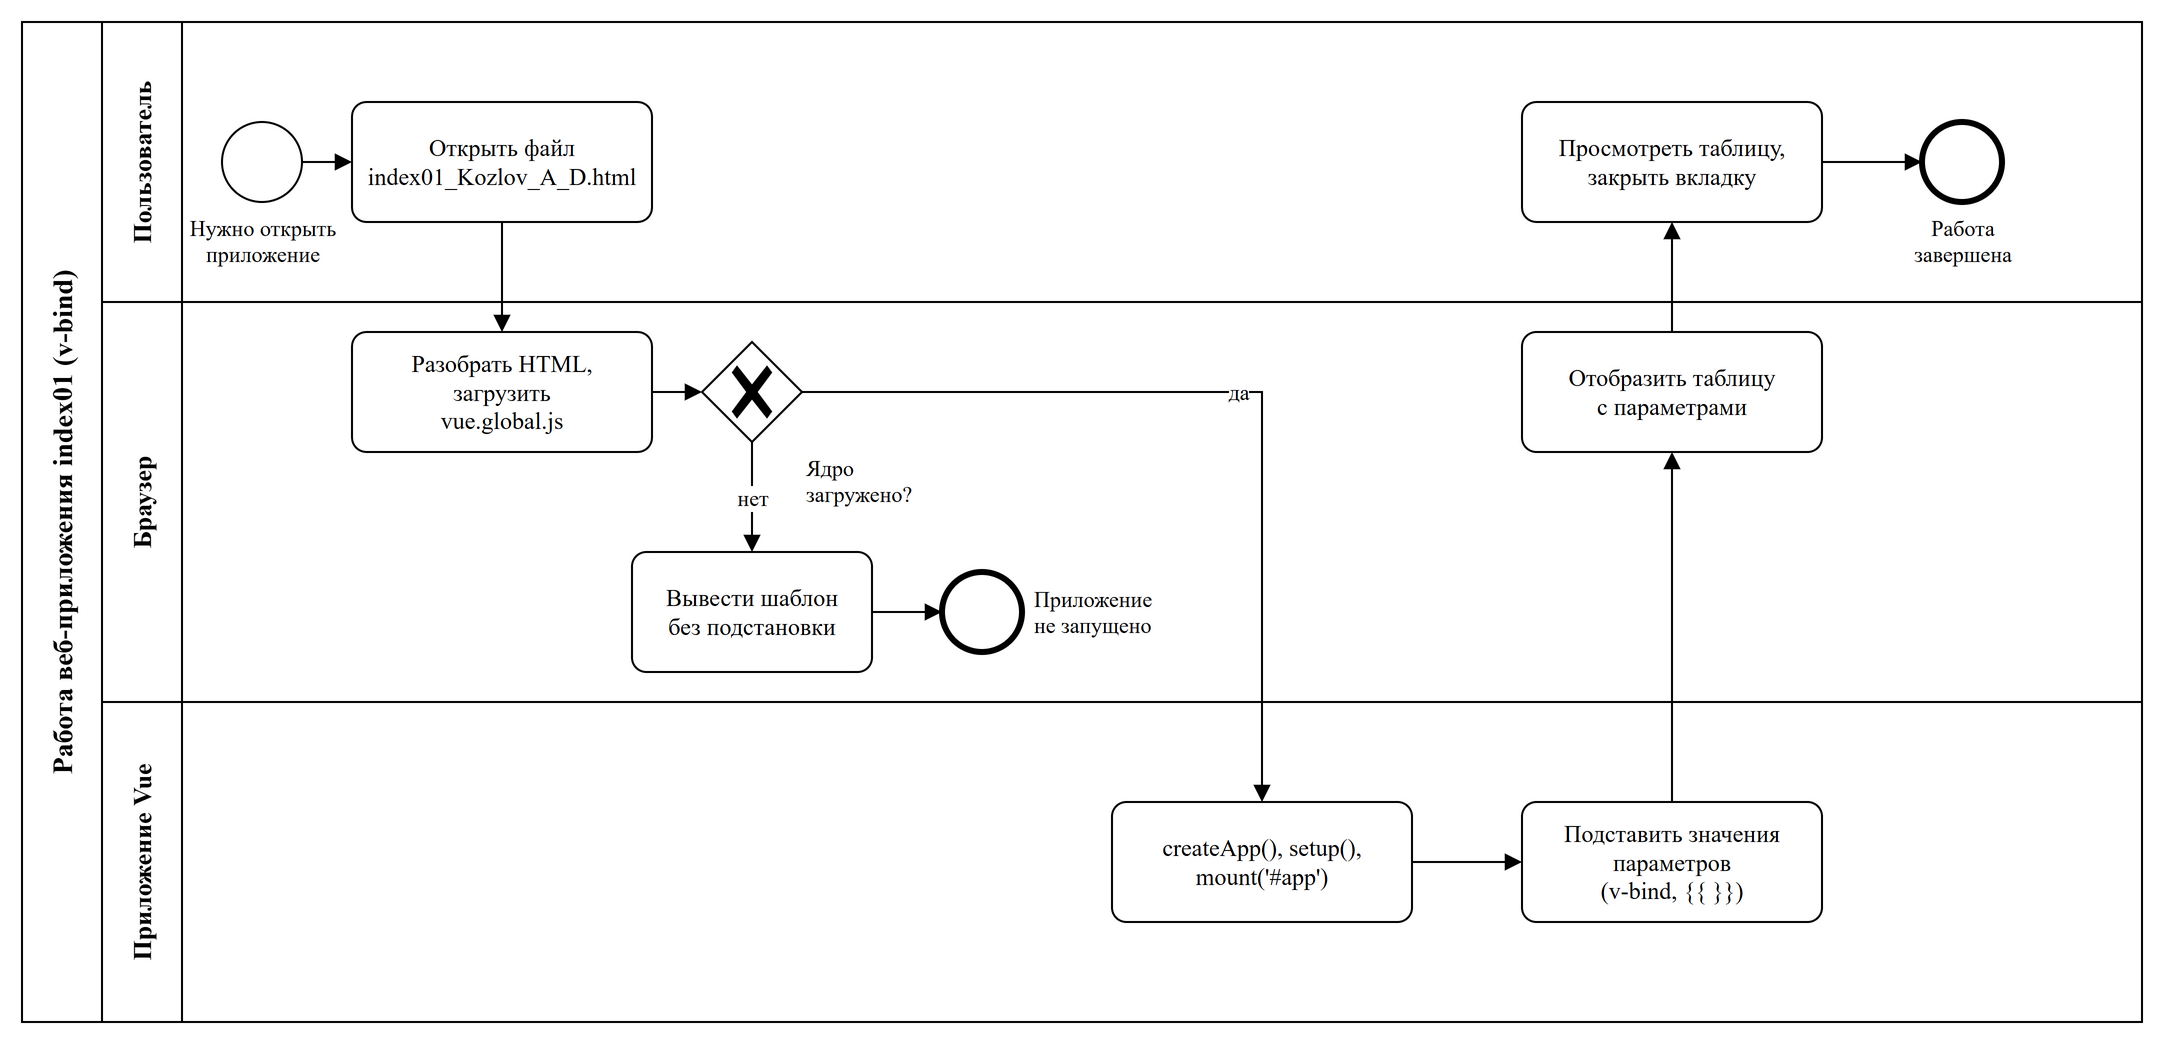 Работа веб-приложения index01 (v-bind)
Пользователь
Нужно открыть
приложение
Открыть файл
index01_Kozlov_A_D.html
Просмотреть таблицу,
закрыть вкладку
Работа
завершена
Браузер
Разобрать HTML,
загрузить
vue.global.js
Ядро
загружено?
да
нет
Вывести шаблон
без подстановки
Приложение
не запущено
Отобразить таблицу
с параметрами
Приложение Vue
createApp(), setup(),
mount('#app')
Подставить значения
параметров
(v-bind, {{ }})